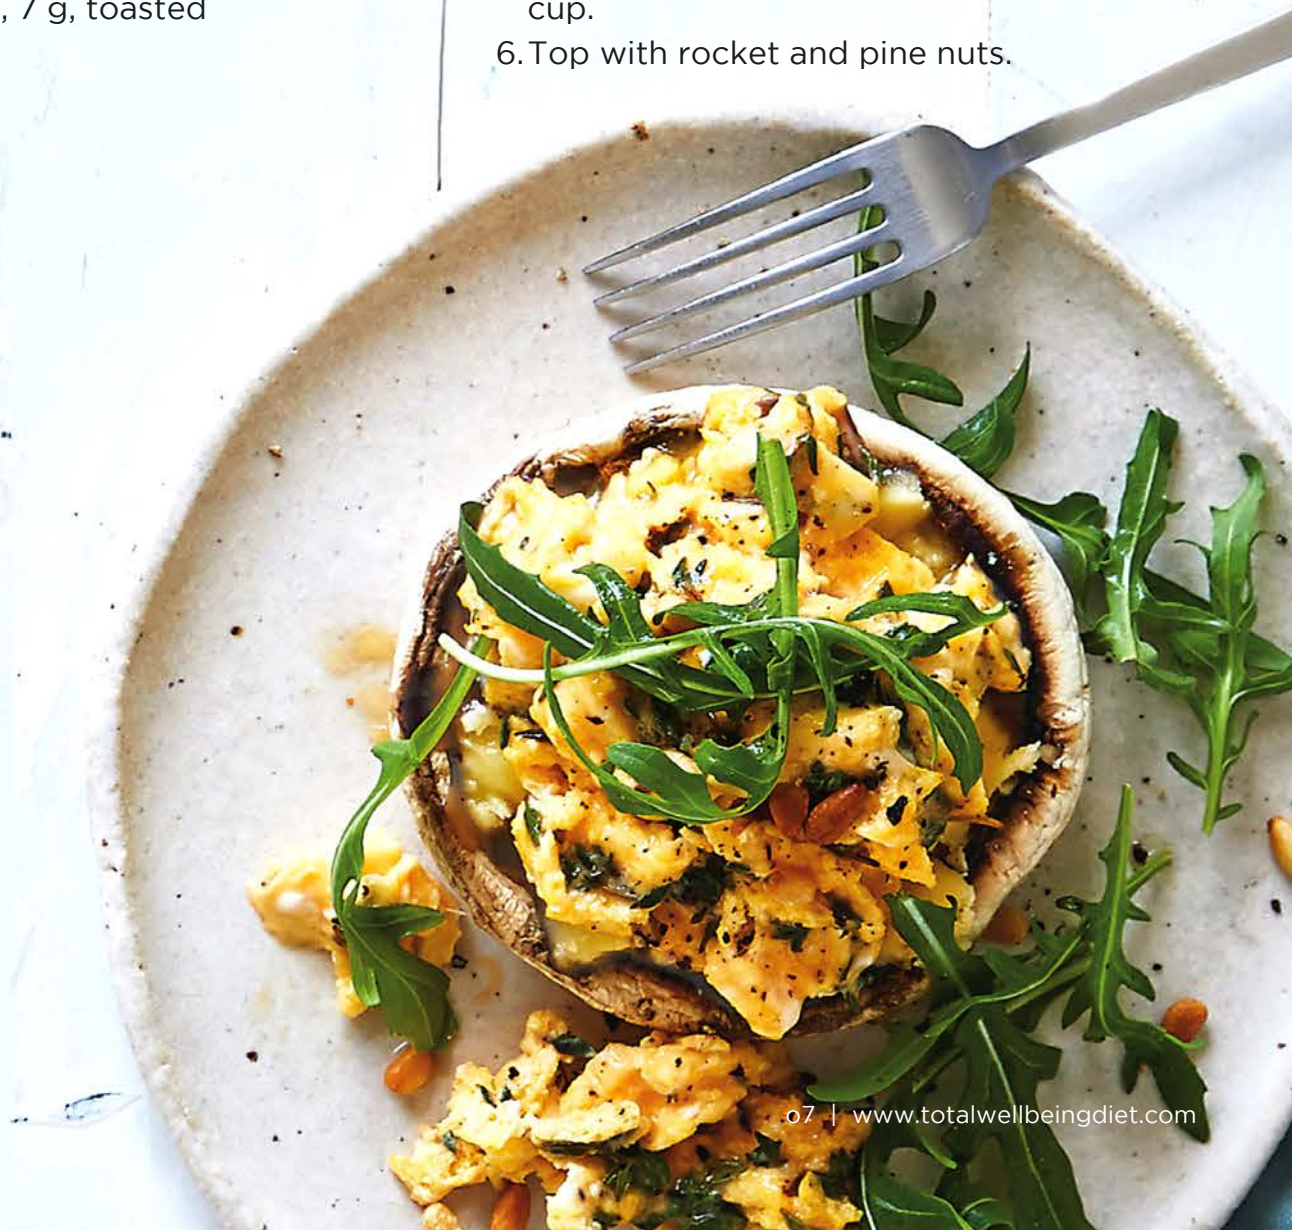 , 7 g, toasted
cup.
6. Top with rocket and pine nuts.
07 | www.totalwellbeingdiet.com